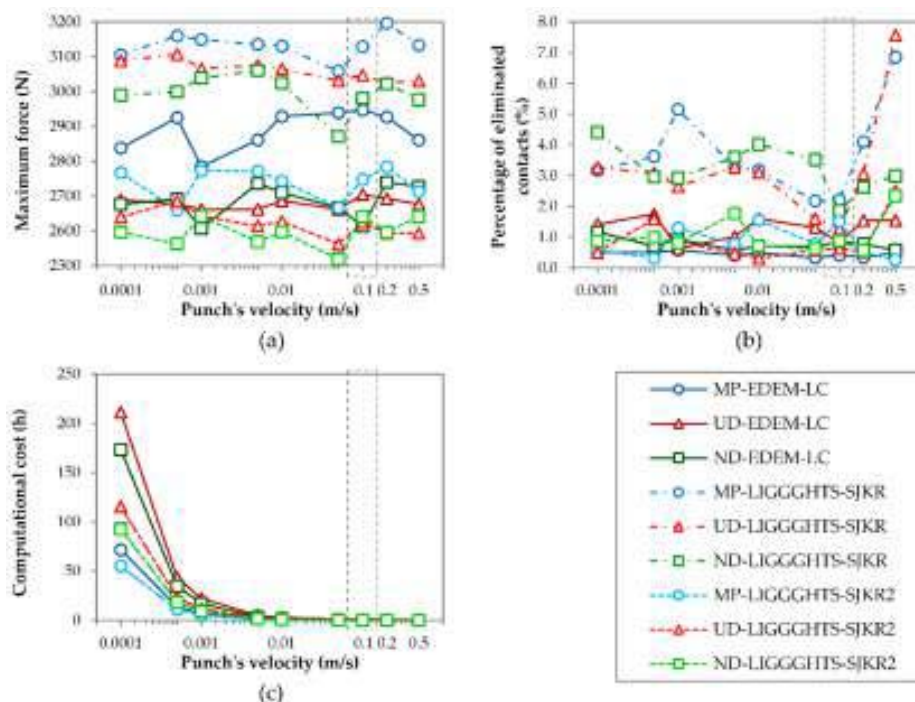 3200
3100
3000
2900
2800
2700
2600
2500
Maximum force (N)
0.0001
0.001
0.01
0.1
0.2
0.5
Punch's velocity (m/s)
(a)
8.0
7.0
6.0
5.0
4.0
3.0
2.0
1.0
0.0
Percentage of eliminated
contacts (%)
0.0001
0.001
0.01
0.1
0.2
0.5
Punch's velocity (m/s)
(b)
250
200
150
100
50
0
Computational cost (h)
0.0001
0.001
0.01
0.1
0.2
0.5
Punch's velocity (m/s)
(c)
MP-EDEM-LC
UD-EDEM-LC
ND-EDEM-LC
MP-LIGGGHTS-SJKR
UD-LIGGGHTS-SJKR
ND-LIGGGHTS-SJKR
MP-LIGGGHTS-SJKR2
UD-LIGGGHTS-SJKR2
ND-LIGGGHTS-SJKR2